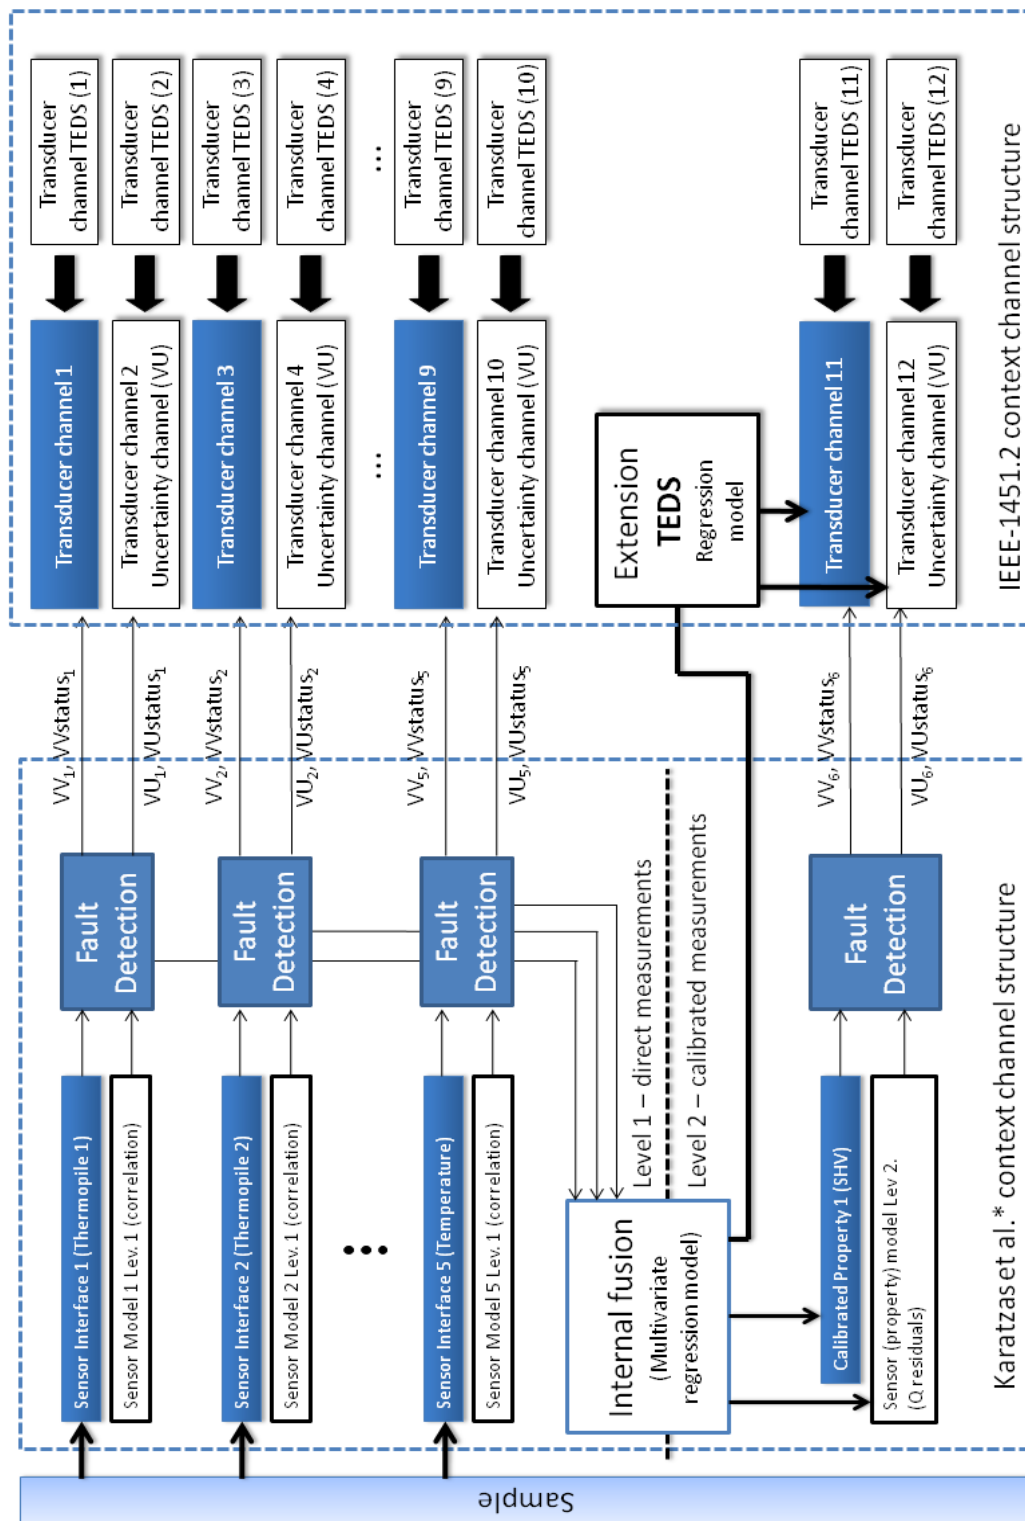 Sample
Sensor Interface 1 (Thermopile 1)
Sensor Model 1 Lev. 1 (correlation)
Fault
Detection
VV1, VVstatus1
VU1, VUstatus1
Transducer channel 1
Transducer channel 2
Uncertainty channel (VU)
Transducer
channel TEDS (1)
Transducer
channel TEDS (2)
Sensor Interface 2 (Thermopile 2)
Sensor Model 2 Lev. 1 (correlation)
Fault
Detection
VV2, VVstatus2
VU2, VUstatus2
Transducer channel 3
Transducer channel 4
Uncertainty channel (VU)
Transducer
channel TEDS (3)
Transducer
channel TEDS (4)
...
...
...
Sensor Interface 5 (Temperature)
Sensor Model 5 Lev. 1 (correlation)
Fault
Detection
VV5, VVstatus5
VU5, VUstatus5
Transducer channel 9
Transducer channel 10
Uncertainty channel (VU)
Transducer
channel TEDS (9)
Transducer
channel TEDS (10)
Internal fusion
(Multivariate
regression model)
Level 1 – direct measurements
Level 2 – calibrated measurements
Extension
TEDS
Regression
model
Calibrated Property 1 (SHV)
Sensor (property) model Lev 2.
(Q residuals)
Fault
Detection
VV6, VVstatus6
VU6, VUstatus6
Transducer channel 11
Transducer channel 12
Uncertainty channel (VU)
Transducer
channel TEDS (11)
Transducer
channel TEDS (12)
Karatzas et al.* context channel structure
IEEE-1451.2 context channel structure